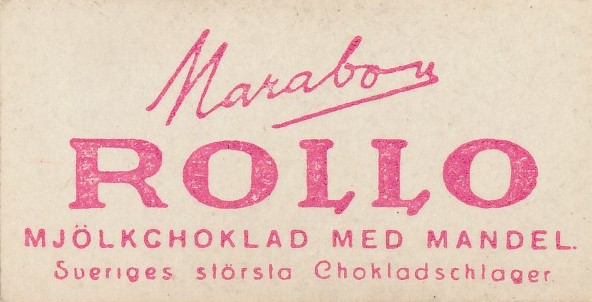 Marabou
ROLLO
MJÖLKCHOKLAD MED MANDEL.
Sveriges största Chokladschlager